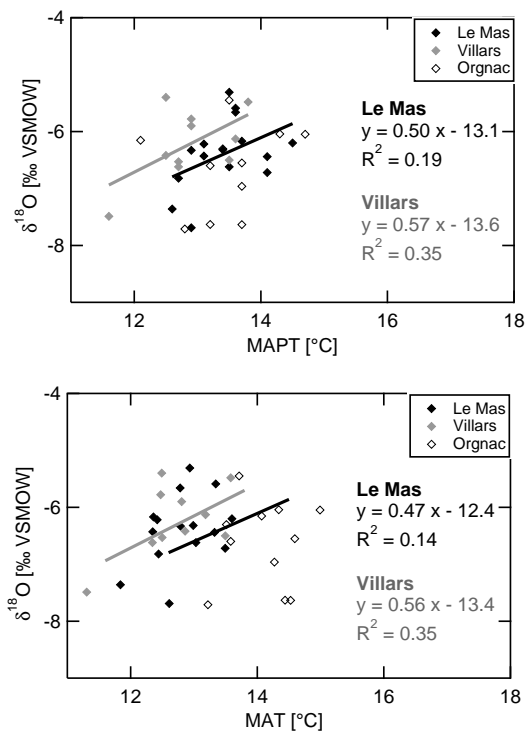 -4
-6
-8
δ18O [‰ VSMOW]
12
14
16
18
MAPT [°C]
Le Mas
Villars
Orgnac
Le Mas
y = 0.50 x - 13.1
R2 = 0.19
Villars
y = 0.57 x - 13.6
R2 = 0.35
-4
-6
-8
δ18O [‰ VSMOW]
12
14
16
18
MAT [°C]
Le Mas
Villars
Orgnac
Le Mas
y = 0.47 x - 12.4
R2 = 0.14
Villars
y = 0.56 x - 13.4
R2 = 0.35